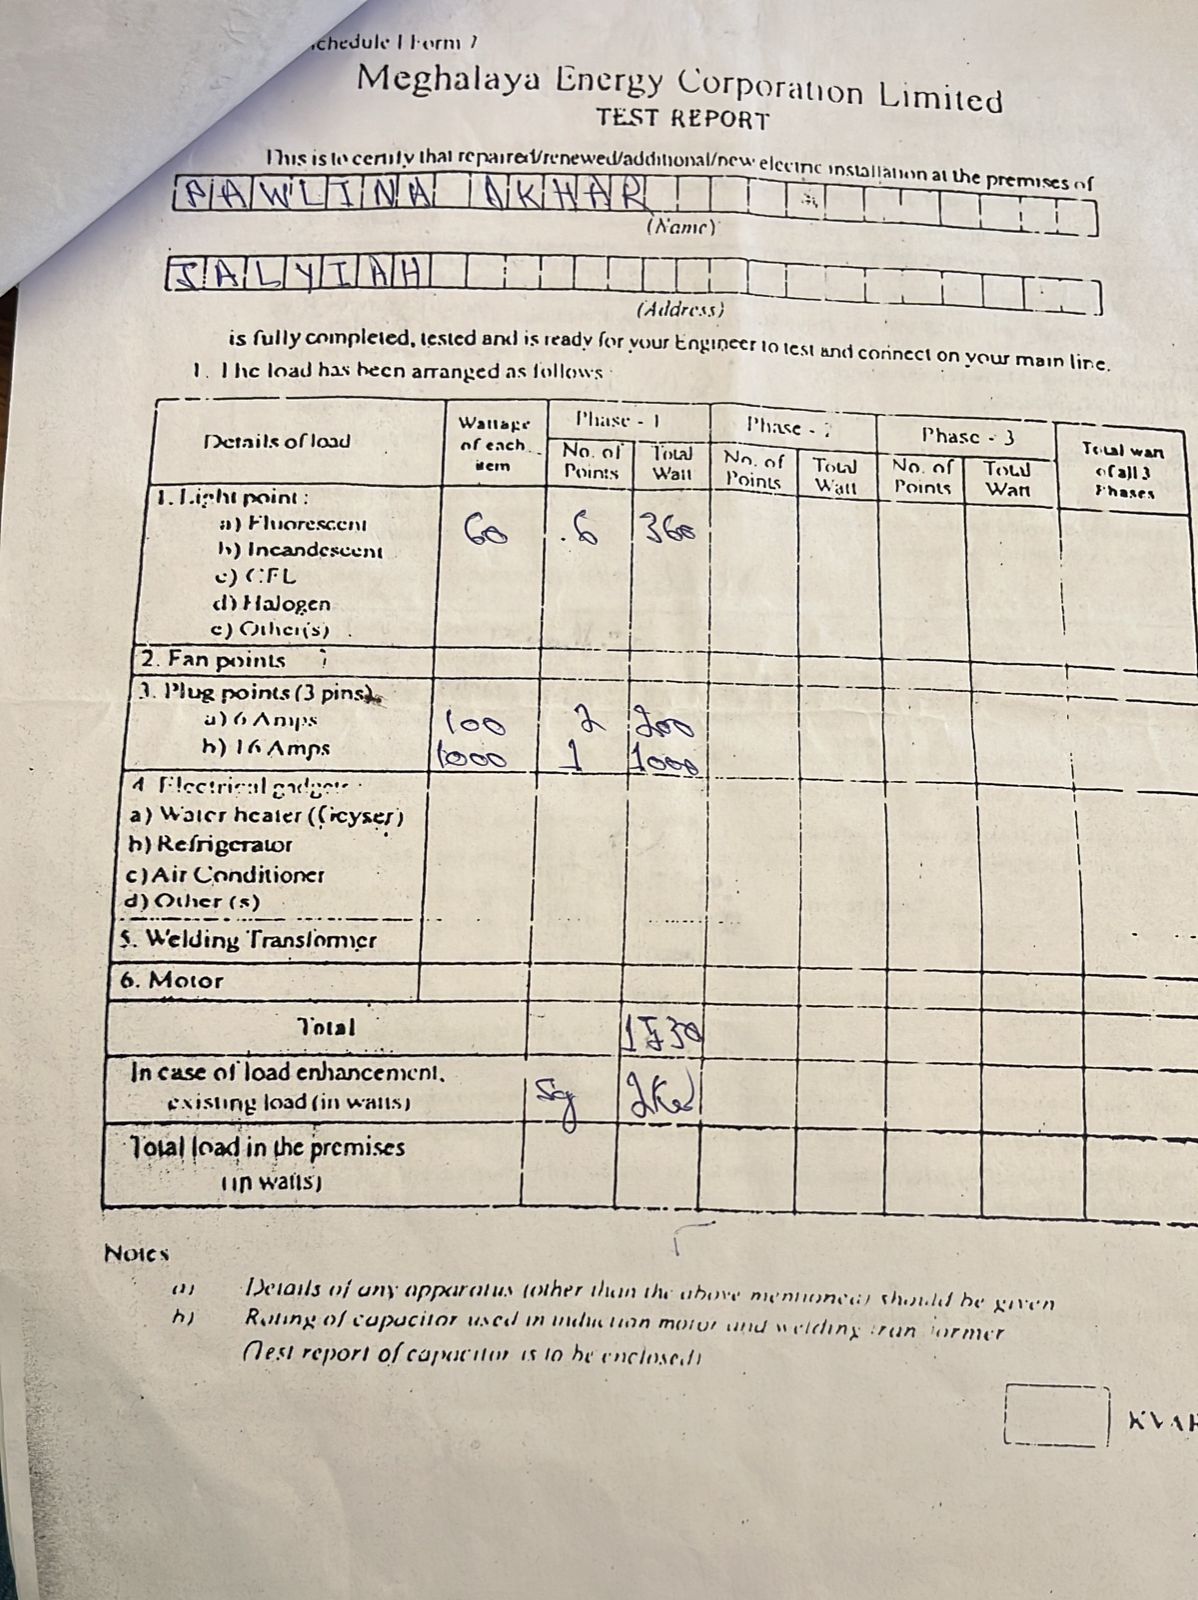 Schedule I Form 7
Meghalaya Energy Corporation Limited
TEST REPORT
This is to certify that repaired/renewed/additional/new electric installation at the premises of
PAWLINA AKHAR
(Name)
SALYIAH
(Address)
is fully completed, tested and is ready for your Engineer to test and connect on your main line.
1. The load has been arranged as follows
Details of load Wattage of each item Phase - 1 Phase - 2 Phase - 3 Total watt of all 3 Phases
No. of Points Total Watt No. of Points Total Watt No. of Points Total Watt
1. Light point :
a) Fluorescent 60 .6 360
b) Incandescent
c) CFL
d) Halogen
e) Other(s)
2. Fan points
3. Plug points (3 pins)
a) 6 Amps 100 2 200
b) 16 Amps 1000 1 1000
4 Electrical gadgets
a) Water heater (Geyser)
b) Refrigerator
c) Air Conditioner
d) Other (s)
5. Welding Transformer
6. Motor
Total
In case of load enhancement,
existing load (in watts)
Total load in the premises
(in watts)
Notes
a) Details of any apparatus (other than the above mentioned) should be given
b) Rating of capacitor used in induction motor and welding transformer
(Test report of capacitor is to be enclosed)